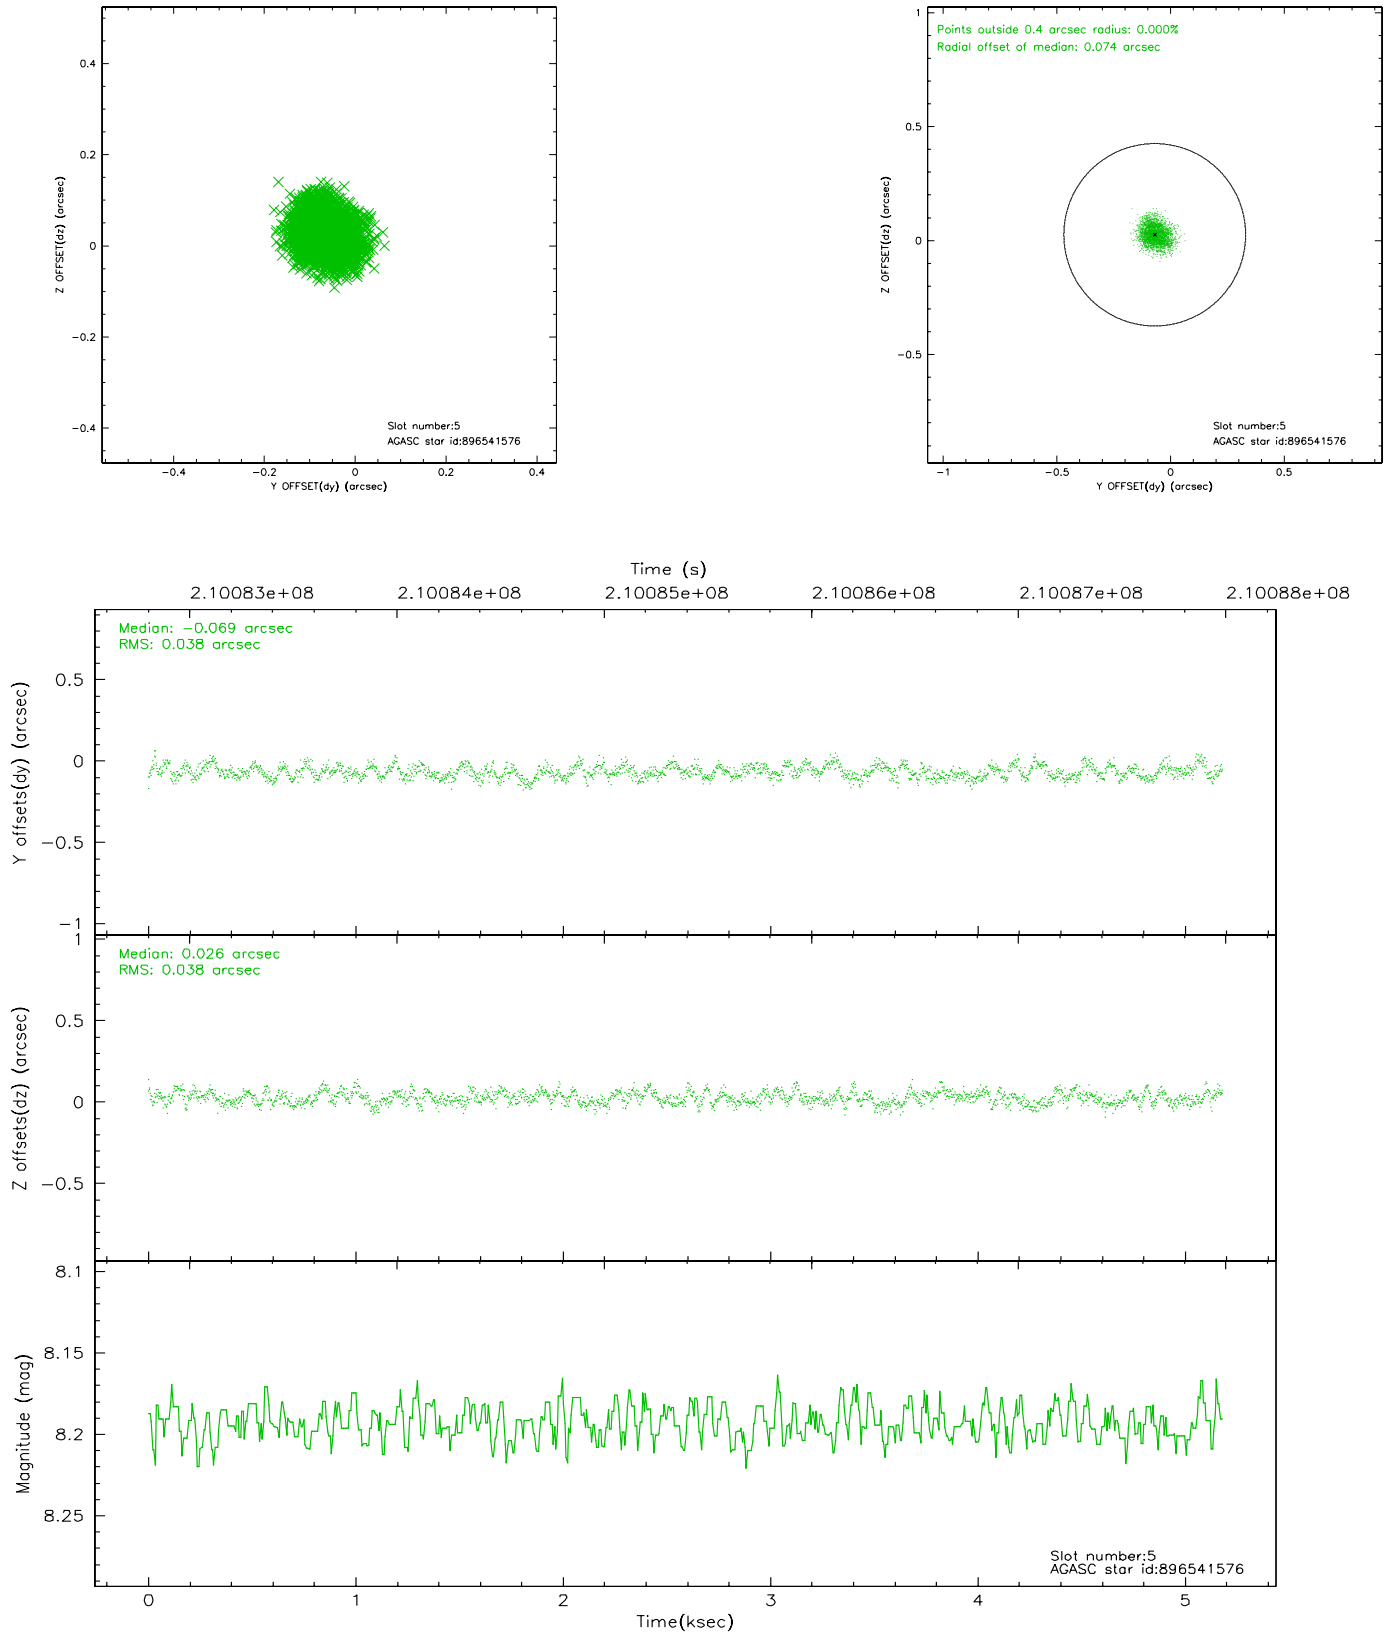 0.4
0.2
0
−0.2
−0.4
Z OFFSET(dz) (arcsec)
Slot number:5
AGASC star id:896541576
−0.4
−0.2
0
0.2
0.4
Y OFFSET(dy) (arcsec)
Points outside 0.4 arcsec radius: 0.000%
Radial offset of median: 0.074 arcsec
1
0.5
0
−0.5
Z OFFSET(dz) (arcsec)
Slot number:5
AGASC star id:896541576
−1
−0.5
0
0.5
Y OFFSET(dy) (arcsec)
Time (s)
2.10083e+08
2.10084e+08
2.10085e+08
2.10086e+08
2.10087e+08
2.10088e+08
Median: −0.069 arcsec
RMS: 0.038 arcsec
0.5
0
−0.5
−1
Y offsets(dy) (arcsec)
Median: 0.026 arcsec
RMS: 0.038 arcsec
1
0.5
0
−0.5
Z offsets(dz) (arcsec)
8.1
8.15
8.2
8.25
Magnitude (mag)
Slot number:5
AGASC star id:896541576
0
1
2
3
4
5
Time(ksec)